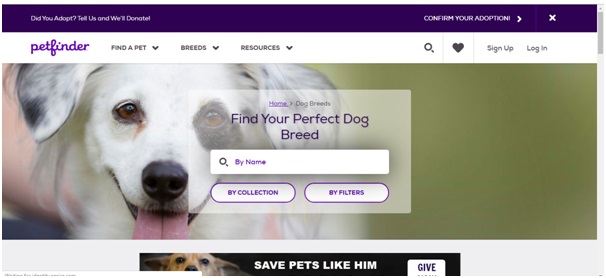 Did You Adopt? Tell Us and We'll Donate!
CONFIRM YOUR ADOPTION!
petfinder
FIND A PET
BREEDS
RESOURCES
Sign Up
Log In
Home > Dog Breeds
Find Your Perfect Dog
Breed
By Name
BY COLLECTION
BY FILTERS
SAVE PETS LIKE HIM
GIVE